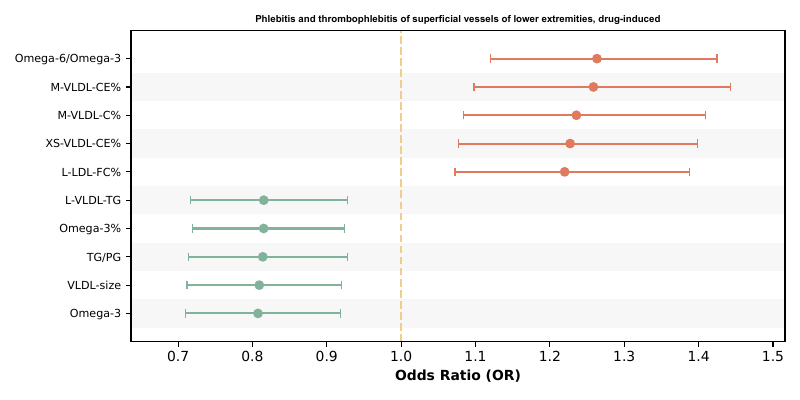 Phlebitis and thrombophlebitis of superficial vessels of lower extremities, drug-induced
Omega-6/Omega-3
M-VLDL-CE%
M-VLDL-C%
XS-VLDL-CE%
L-LDL-FC%
L-VLDL-TG
Omega-3%
TG/PG
VLDL-size
Omega-3
0.7 0.8 0.9 1.0 1.1 1.2 1.3 1.4 1.5
Odds Ratio (OR)